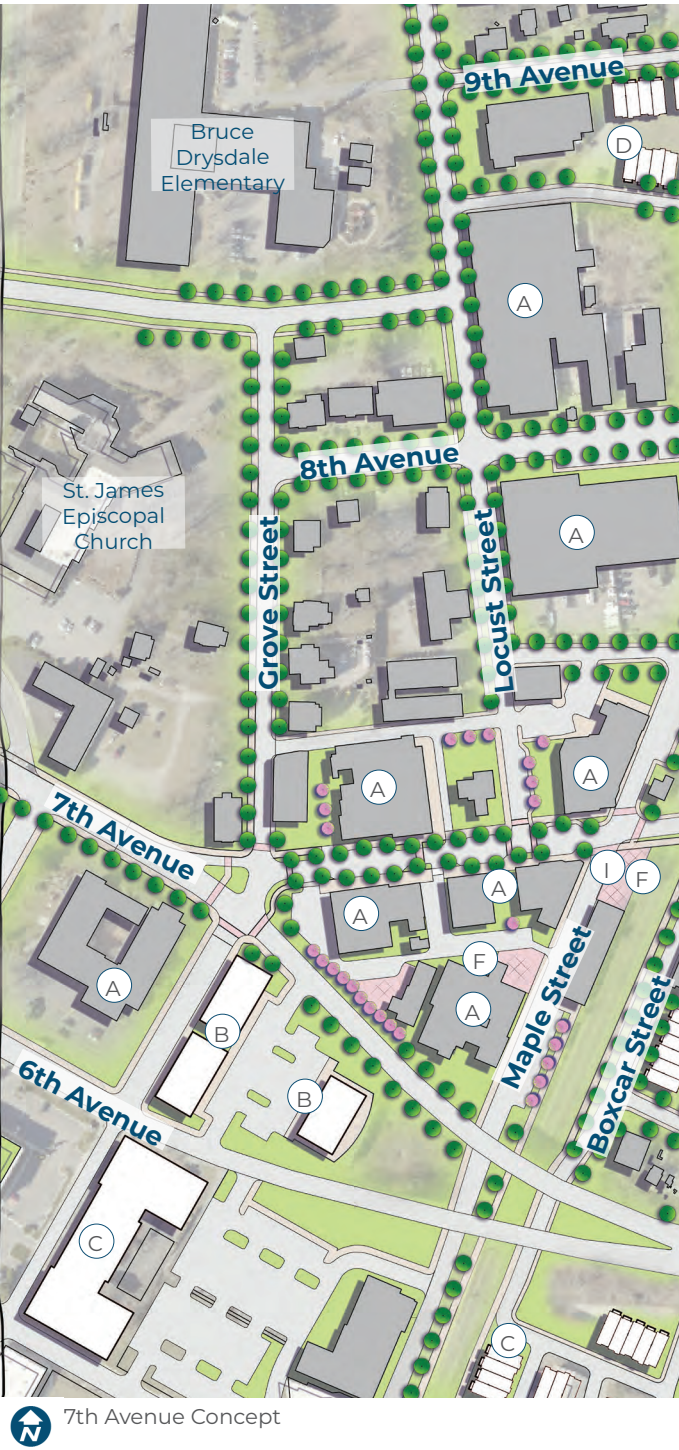 9th Avenue
Bruce
Drysdale
Elementary
D
A
8th Avenue
St. James
Episcopal
Church
A
Grove Street
Locust Street
A
A
7th Avenue
I
F
A
A
A
F
A
B
Maple Street
Boxcar Street
6th Avenue
B
C
C
N
7th Avenue Concept